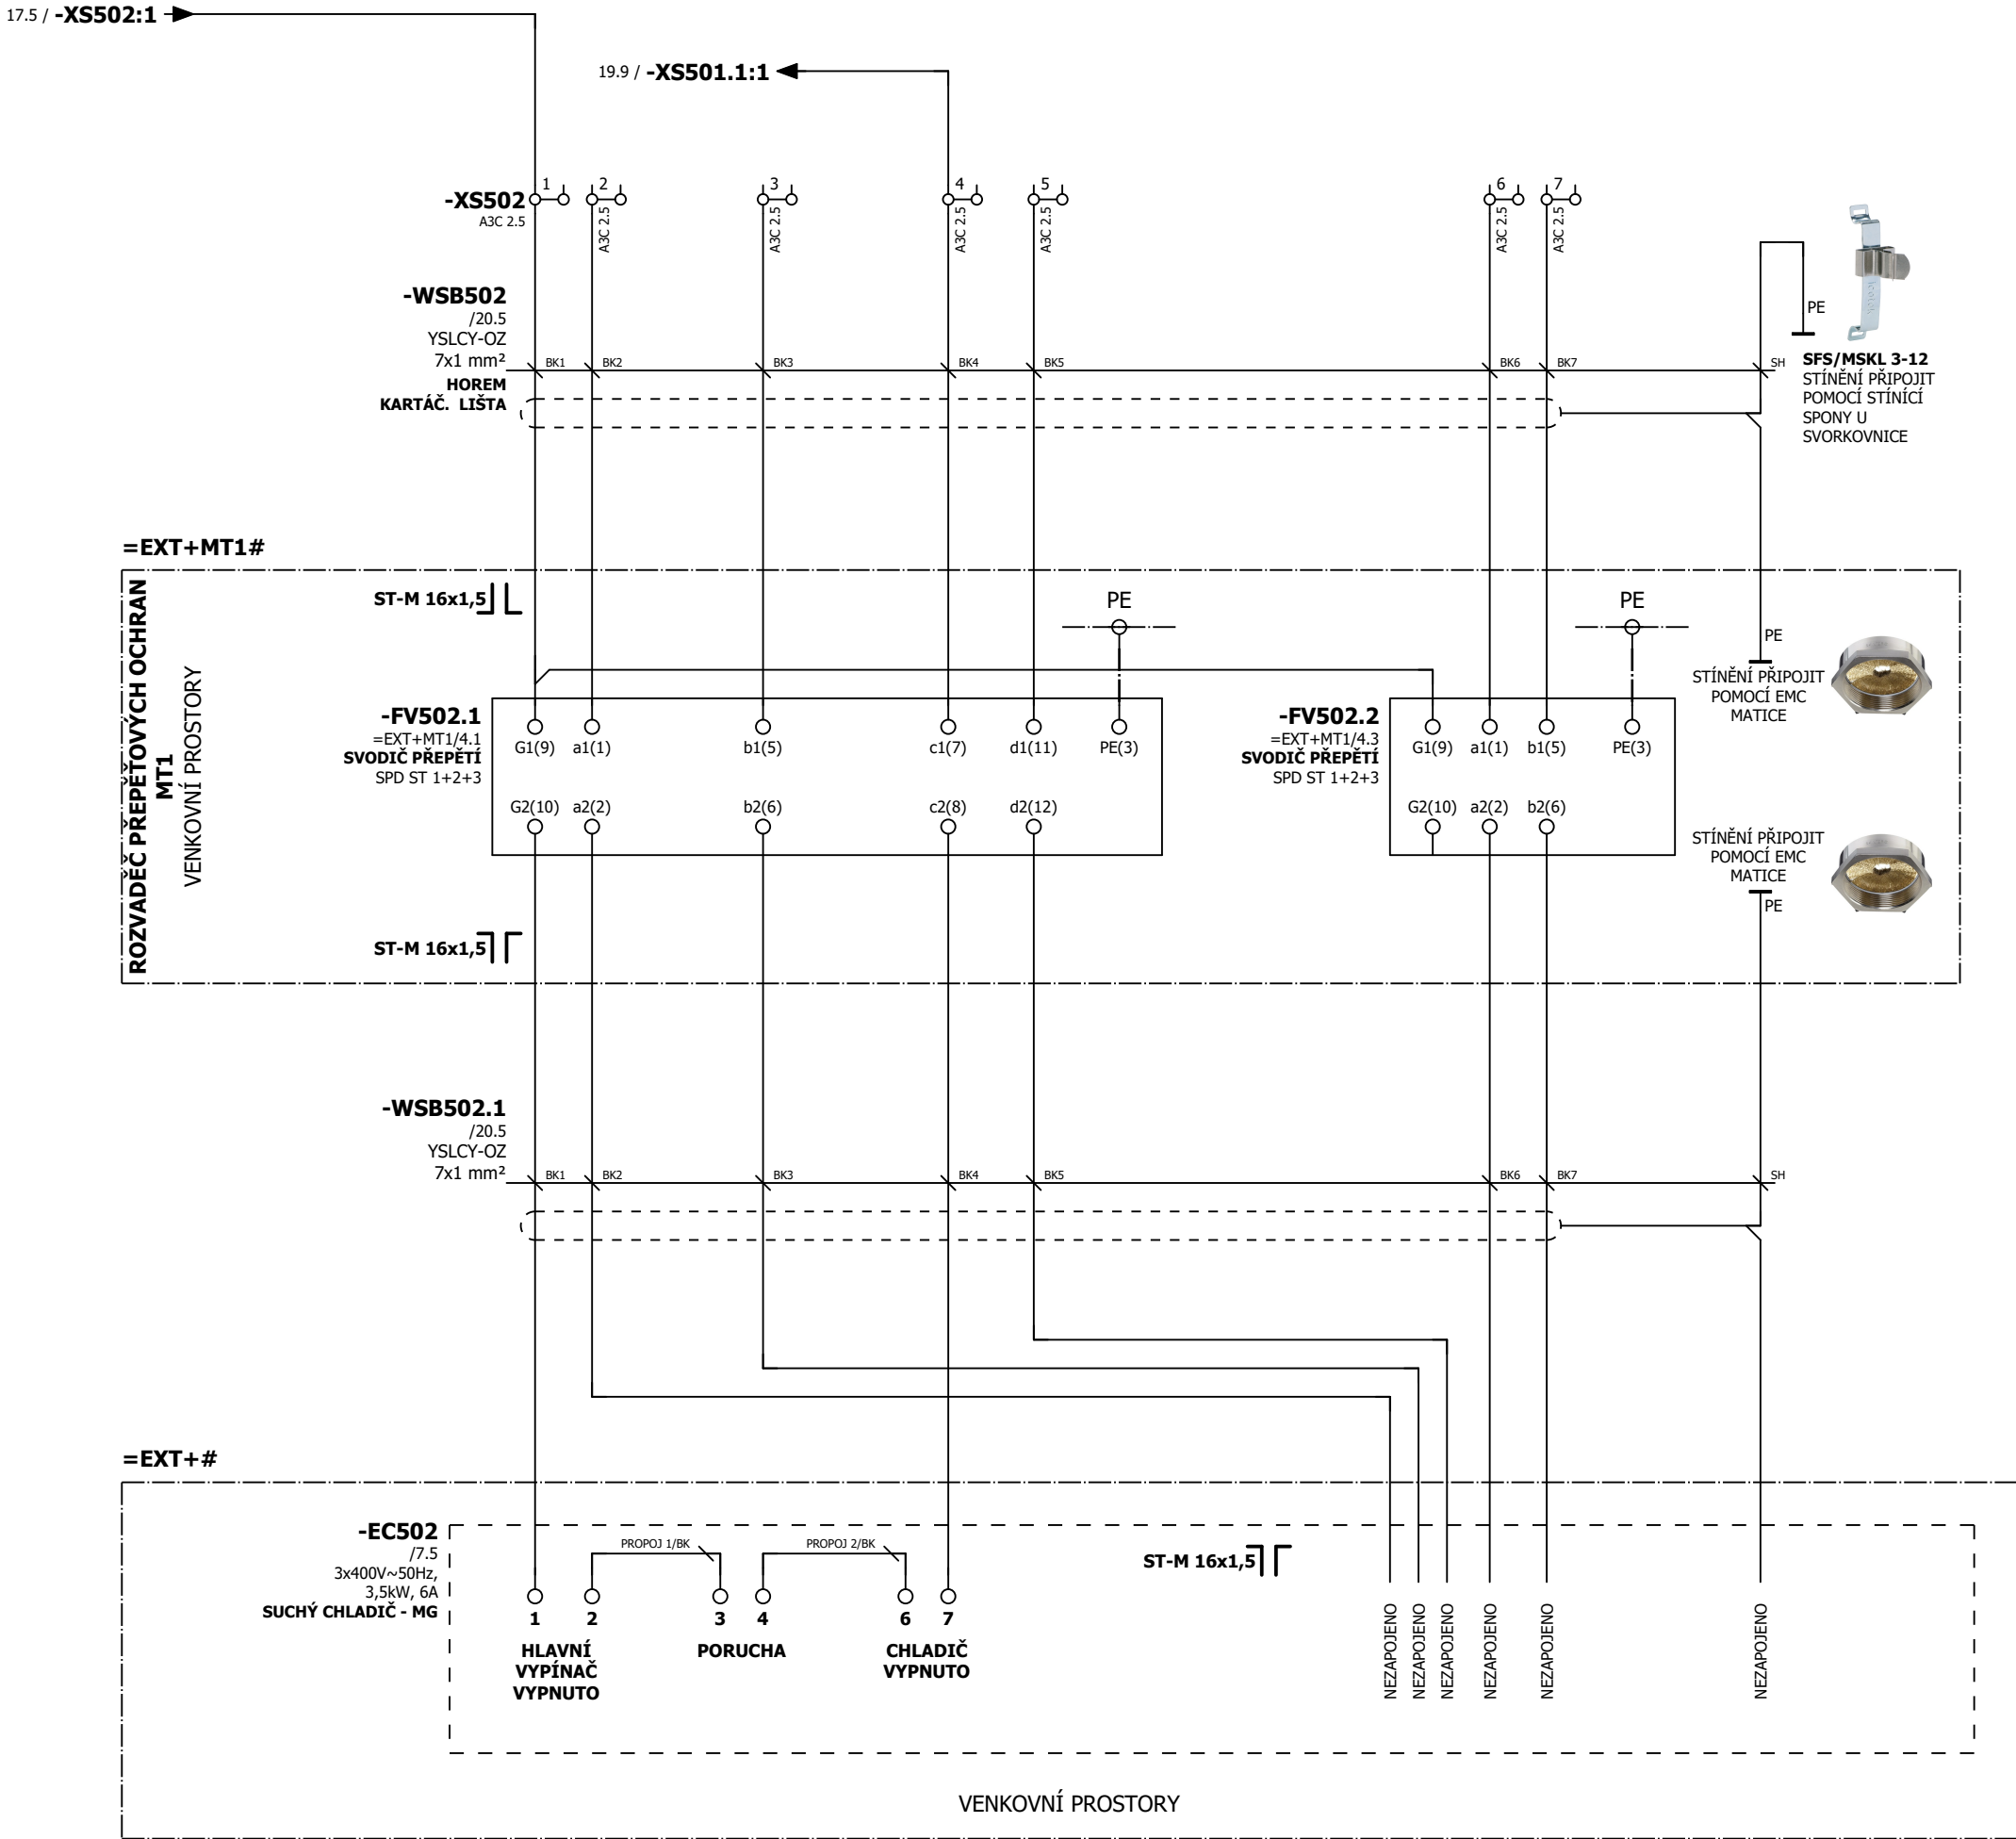 17.5 / -XS502:1
19.9 / -XS501.1:1
-XS502
A3C 2.5
1
2
3
4
5
6
7
A3C 2.5
A3C 2.5
A3C 2.5
A3C 2.5
A3C 2.5
A3C 2.5
-WSB502
/20.5
YSLCY-OZ
7x1 mm²
HOREM
KARTÁČ. LIŠTA
BK1
BK2
BK3
BK4
BK5
BK6
BK7
SH
PE
SFS/MSKL 3-12
STÍNĚNÍ PŘIPOJIT
POMOCÍ STÍNÍCÍ
SPONY U
SVORKOVNICE
=EXT+MT1#
ROZVADĚČ PŘEPĚŤOVÝCH OCHRAN
MT1
VENKOVNÍ PROSTORY
ST-M 16x1,5
PE
PE
PE
STÍNĚNÍ PŘIPOJIT
POMOCÍ EMC
MATICE
-FV502.1
=EXT+MT1/4.1
SVODIČ PŘEPĚTÍ
SPD ST 1+2+3
G1(9)
a1(1)
b1(5)
c1(7)
d1(11)
PE(3)
G2(10)
a2(2)
b2(6)
c2(8)
d2(12)
-FV502.2
=EXT+MT1/4.3
SVODIČ PŘEPĚTÍ
SPD ST 1+2+3
G1(9)
a1(1)
b1(5)
PE(3)
G2(10)
a2(2)
b2(6)
STÍNĚNÍ PŘIPOJIT
POMOCÍ EMC
MATICE
PE
ST-M 16x1,5
-WSB502.1
/20.5
YSLCY-OZ
7x1 mm²
BK1
BK2
BK3
BK4
BK5
BK6
BK7
SH
=EXT+#
-EC502
/7.5
3x400V~50Hz,
3,5kW, 6A
SUCHÝ CHLADIČ - MG
PROPOJ 1/BK
PROPOJ 2/BK
ST-M 16x1,5
1
2
3
4
6
7
HLAVNÍ
VYPÍNAČ
VYPNUTO
PORUCHA
CHLADIČ
VYPNUTO
NEZAPOJENO
NEZAPOJENO
NEZAPOJENO
NEZAPOJENO
NEZAPOJENO
NEZAPOJENO
VENKOVNÍ PROSTORY